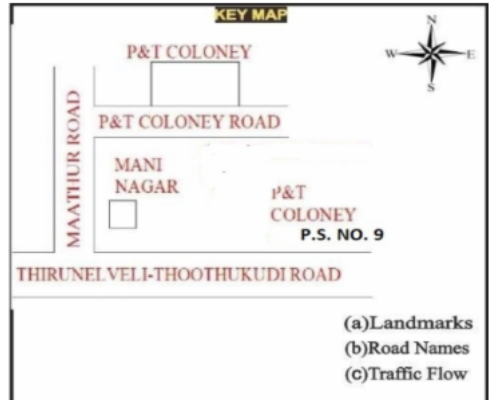 KEY MAP
N
W
E
S
P&T COLONEY
P&T COLONEY ROAD
MAATHUR ROAD
MANI
NAGAR
P&T
COLONEY
P.S. NO. 9
THIRUNELVELI-THOOTHUKUDI ROAD
(a)Landmarks
(b)Road Names
(c)Traffic Flow